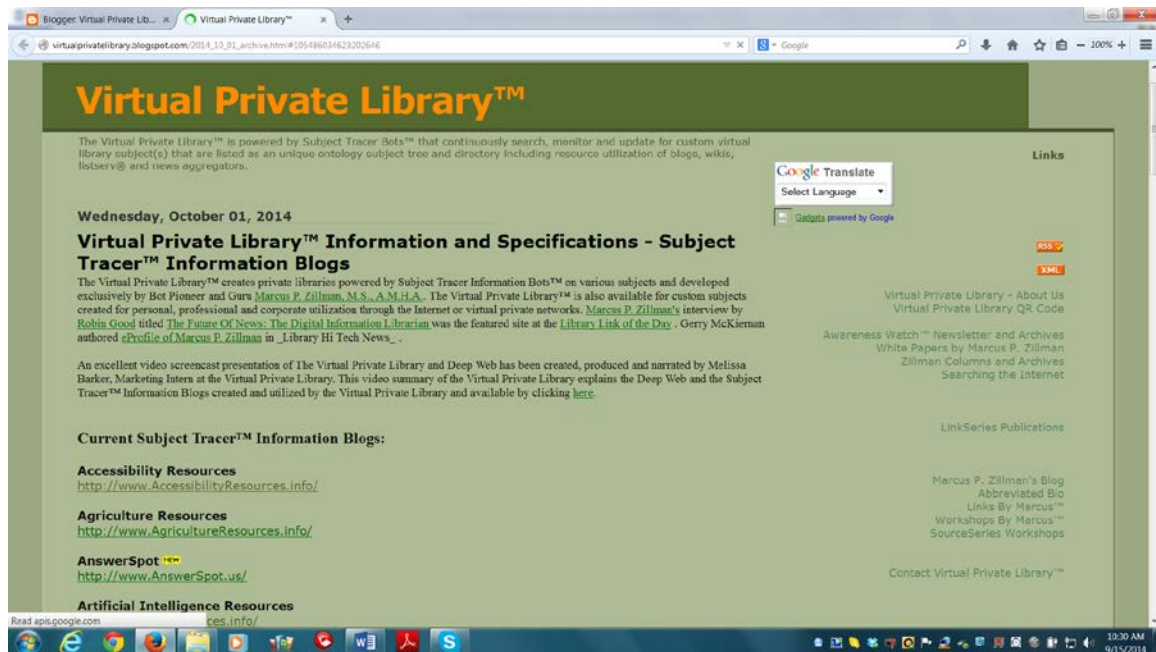 Blogger: Virtual Private Lib...
Virtual Private Library™
virtualprivatelibrary.blogspot.com/2014_10_01_archive.htm#105486034623202646
Google
100%
Virtual Private Library™
The Virtual Private Library™ is powered by Subject Tracer Bots™ that continuously search, monitor and update for custom virtual
library subject(s) that are listed as an unique ontology subject tree and directory including resource utilization of blogs, wikis,
listserv® and news aggregators.
Wednesday, October 01, 2014
Virtual Private Library™ Information and Specifications - Subject
Tracer™ Information Blogs
The Virtual Private Library™ creates private libraries powered by Subject Tracer Information Bots™ on various subjects and developed
exclusively by Bot Pioneer and Guru Marcus P. Zillman, M.S., A.M.H.A.. The Virtual Private Library™ is also available for custom subjects
created for personal, professional and corporate utilization through the Internet or virtual private networks. Marcus P. Zillman's interview by
Robin Good titled The Future Of News: The Digital Information Librarian was the featured site at the Library Link of the Day . Gerry McKiernan
authored eProfile of Marcus P. Zillman in _Library Hi Tech News_ .
An excellent video screencast presentation of The Virtual Private Library and Deep Web has been created, produced and narrated by Melissa
Barker, Marketing Intern at the Virtual Private Library. This video summary of the Virtual Private Library explains the Deep Web and the Subject
Tracer™ Information Blogs created and utilized by the Virtual Private Library and available by clicking here.
Current Subject Tracer™ Information Blogs:
Accessibility Resources
http://www.AccessibilityResources.info/
Agriculture Resources
http://www.AgricultureResources.info/
AnswerSpot NEW
http://www.AnswerSpot.us/
Artificial Intelligence Resources
ces.info/
Google Translate
Select Language
Gadgets powered by Google
Links
RSS
XML
Virtual Private Library - About Us
Virtual Private Library QR Code
Awareness Watch™ Newsletter and Archives
White Papers by Marcus P. Zillman
Zillman Columns and Archives
Searching the Internet
LinkSeries Publications
Marcus P. Zillman's Blog
Abbreviated Bio
Links By Marcus™
Workshops By Marcus™
SourceSeries Workshops
Contact Virtual Private Library™
Read apis.google.com
10:30 AM
9/15/2014